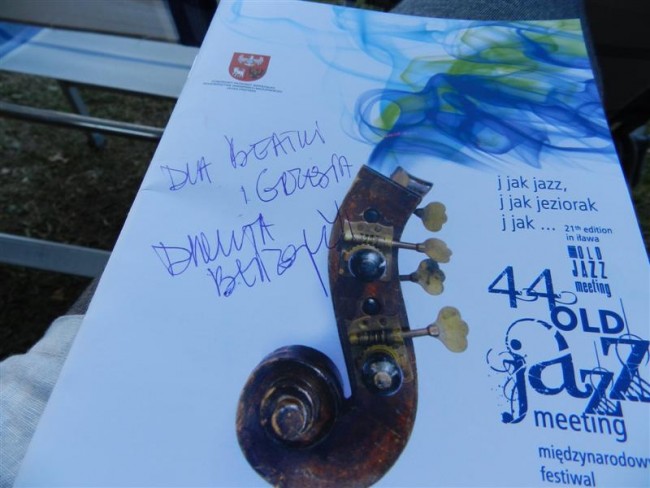 DLA BEATKI
I GRZESIA
DANUTA
j jak jazz,
j jak jeziorak
j jak ...
21th edition
in iława
OLD
JAZZ
meeting
44
OLD
jazz
meeting
międzynarodowy
festiwal